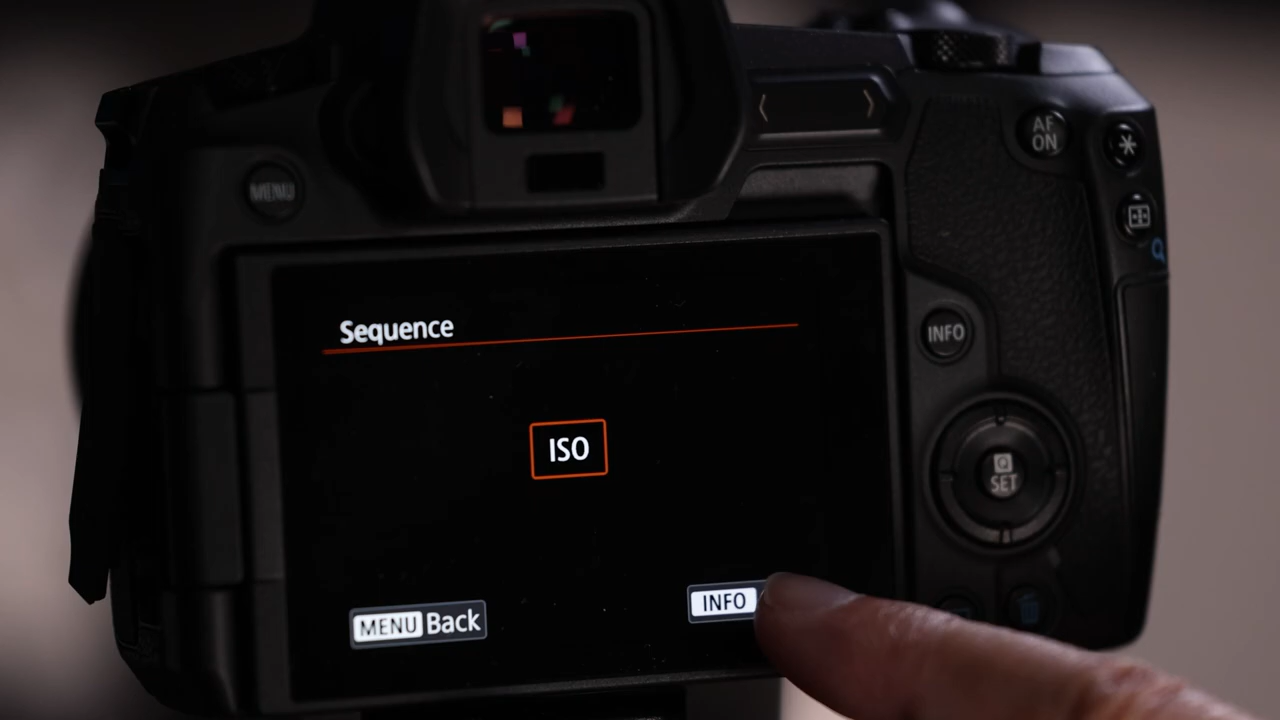 AF
ON
MENU
Sequence
INFO
ISO
Q
SET
INFO
MENU Back